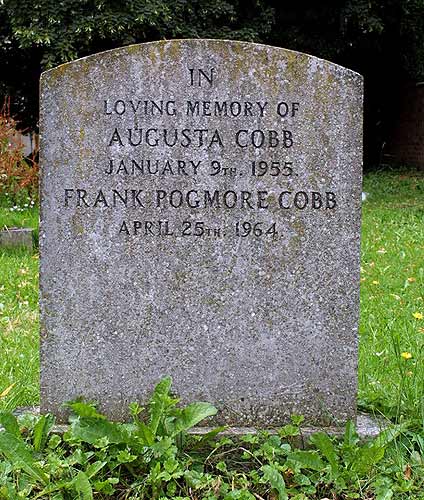 IN
LOVING MEMORY OF
AUGUSTA COBB
JANUARY 9TH. 1955.
FRANK POGMORE COBB
APRIL 25TH. 1964.